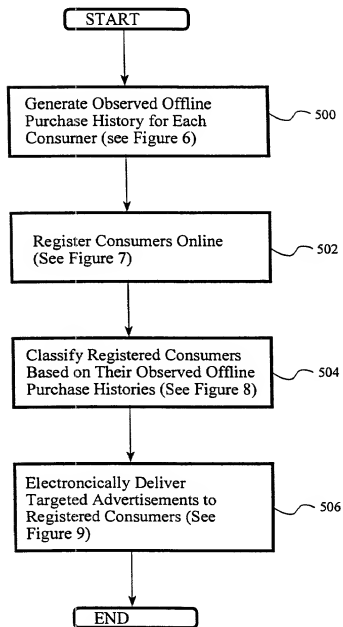 START
Generate Observed Offline
Purchase History for Each
Consumer (see Figure 6)
500
Register Consumers Online
(See Figure 7)
502
Classify Registered Consumers
Based on Their Observed Offline
Purchase Histories (See Figure 8)
504
Electroncically Deliver
Targeted Advertisements to
Registered Consumers (See
Figure 9)
506
END